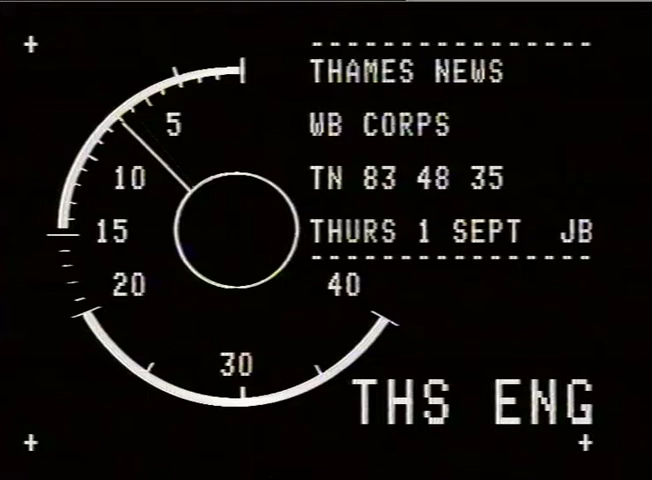 THAMES NEWS
WB CORPS
TN 83 48 35
THURS 1 SEPT JB
5
10
15
20
30
40
THS ENG